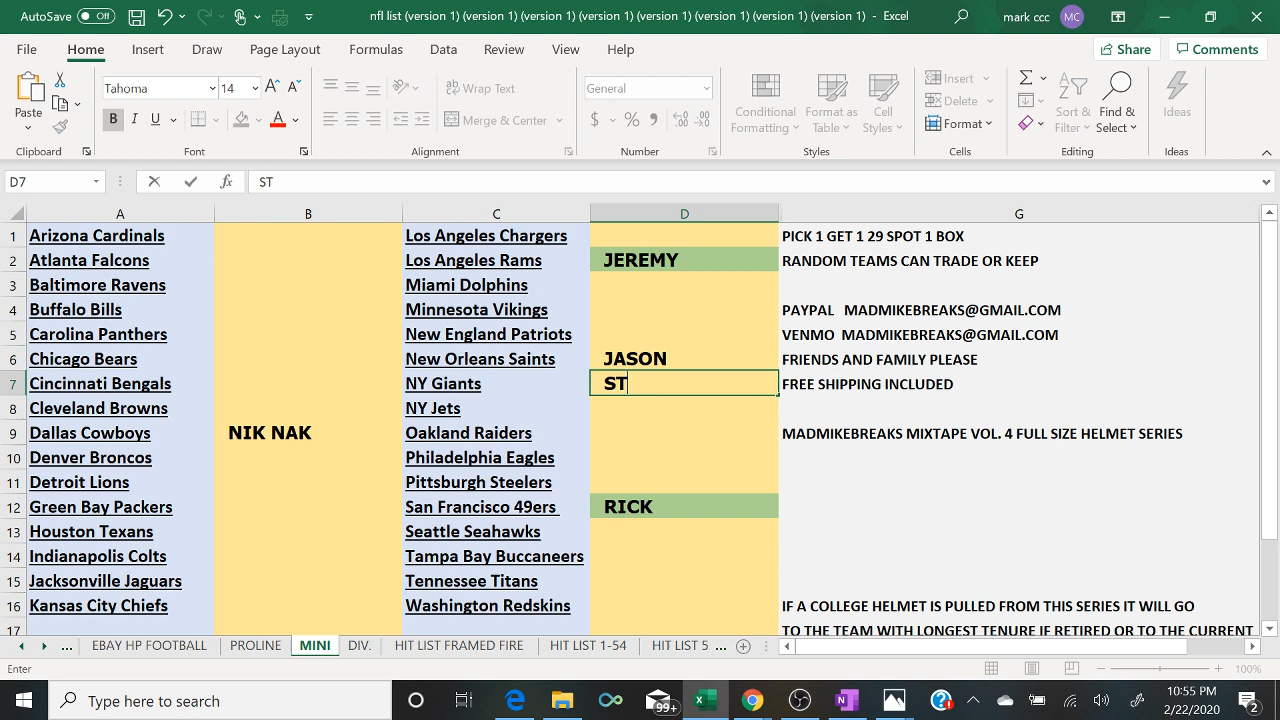 AutoSave Off
nfl list (version 1) (version 1) (version 1) (version 1) (version 1) (version 1) (version 1) (version 1) - Excel
mark ccc MC
File Home Insert Draw Page Layout Formulas Data Review View Help Share Comments
Paste
Tahoma 14
B I U
Wrap Text
Merge & Center
General
$ % 9
Conditional Formatting
Format as Table
Cell Styles
Insert
Delete
Format
Sort & Filter
Find & Select
Ideas
Clipboard Font Alignment Number Styles Cells Editing Ideas
D7 fx ST
A B C D G
1 Arizona Cardinals Los Angeles Chargers PICK 1 GET 1 29 SPOT 1 BOX
2 Atlanta Falcons Los Angeles Rams JEREMY RANDOM TEAMS CAN TRADE OR KEEP
3 Baltimore Ravens Miami Dolphins
4 Buffalo Bills Minnesota Vikings PAYPAL MADMIKEBREAKS@GMAIL.COM
5 Carolina Panthers New England Patriots VENMO MADMIKEBREAKS@GMAIL.COM
6 Chicago Bears New Orleans Saints JASON FRIENDS AND FAMILY PLEASE
7 Cincinnati Bengals NY Giants ST FREE SHIPPING INCLUDED
8 Cleveland Browns NY Jets
9 Dallas Cowboys NIK NAK Oakland Raiders MADMIKEBREAKS MIXTAPE VOL. 4 FULL SIZE HELMET SERIES
10 Denver Broncos Philadelphia Eagles
11 Detroit Lions Pittsburgh Steelers
12 Green Bay Packers San Francisco 49ers RICK
13 Houston Texans Seattle Seahawks
14 Indianapolis Colts Tampa Bay Buccaneers
15 Jacksonville Jaguars Tennessee Titans
16 Kansas City Chiefs Washington Redskins IF A COLLEGE HELMET IS PULLED FROM THIS SERIES IT WILL GO
17 TO THE TEAM WITH LONGEST TENURE IF RETIRED OR TO THE CURRENT
... EBAY HP FOOTBALL PROLINE MINI DIV. HIT LIST FRAMED FIRE HIT LIST 1-54 HIT LIST 5 ...
Enter 100%
Type here to search
99+
10:55 PM
2/22/2020
2